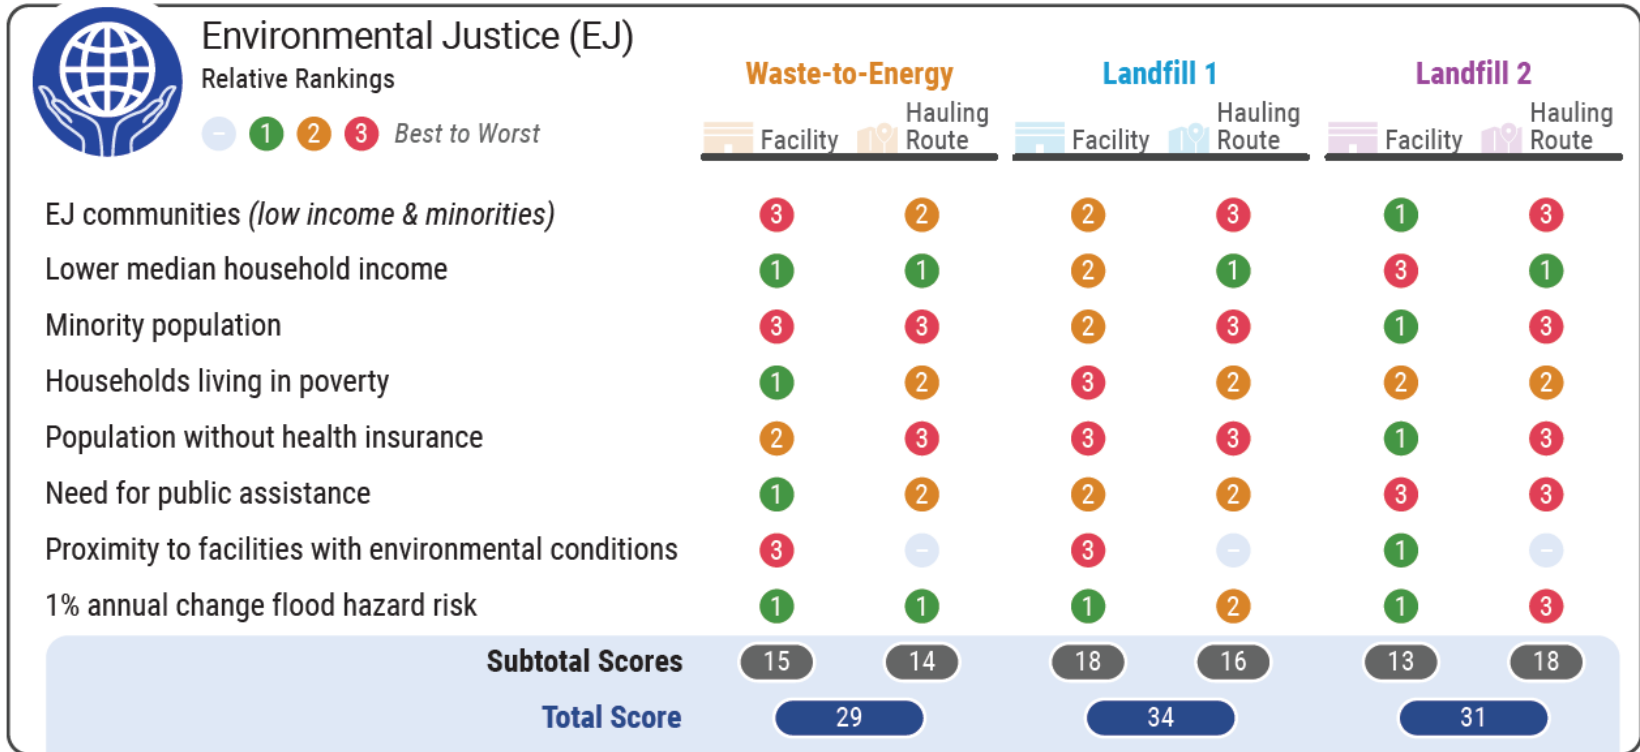 Environmental Justice (EJ)
Relative Rankings
– 1 2 3 Best to Worst
Waste-to-Energy Landfill 1 Landfill 2
Facility Hauling Route Facility Hauling Route Facility Hauling Route
EJ communities (low income & minorities) 3 2 2 3 1 3
Lower median household income 1 1 2 1 3 1
Minority population 3 3 2 3 1 3
Households living in poverty 1 2 3 2 2 2
Population without health insurance 2 3 3 3 1 3
Need for public assistance 1 2 2 2 3 3
Proximity to facilities with environmental conditions 3 – 3 – 1 –
1% annual change flood hazard risk 1 1 1 2 1 3
Subtotal Scores 15 14 18 16 13 18
Total Score 29 34 31